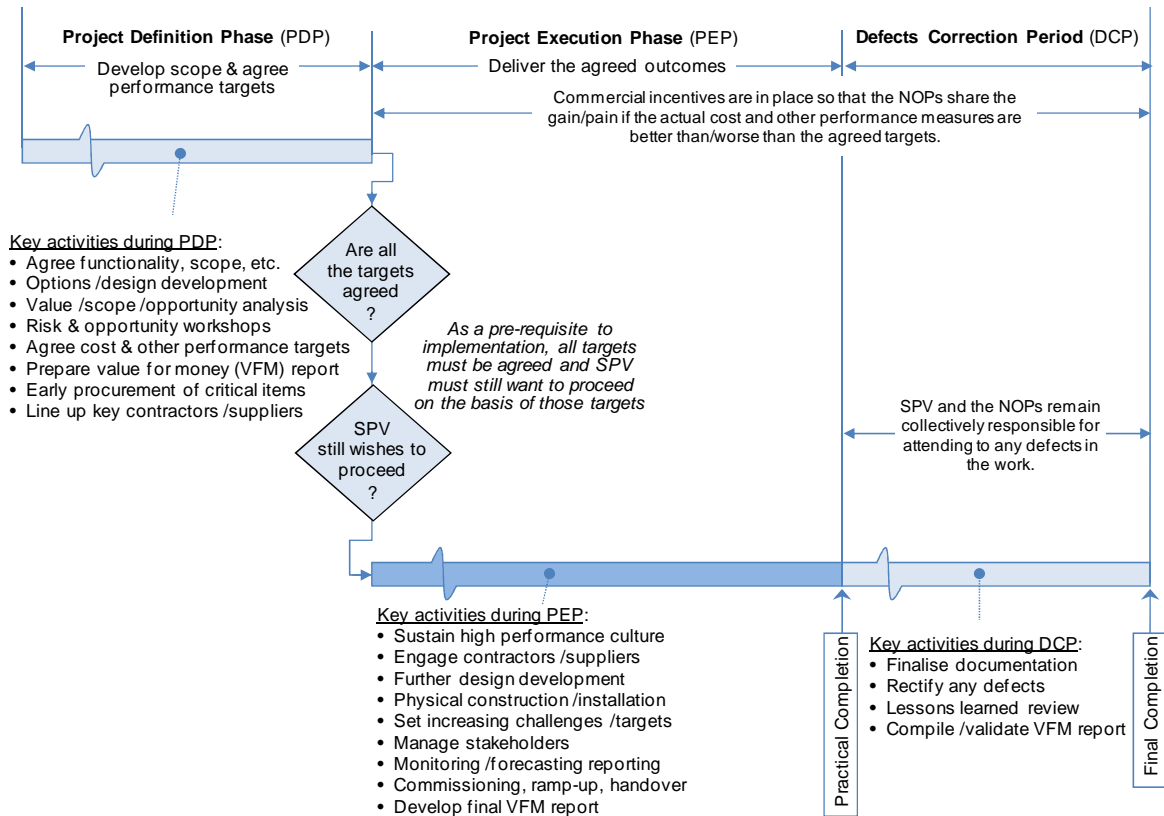 Project Definition Phase (PDP)
Develop scope & agree
performance targets
Project Execution Phase (PEP)
Deliver the agreed outcomes
Defects Correction Period (DCP)
Commercial incentives are in place so that the NOPs share the
gain/pain if the actual cost and other performance measures are
better than/worse than the agreed targets.
Key activities during PDP:
• Agree functionality, scope, etc.
• Options /design development
• Value /scope /opportunity analysis
• Risk & opportunity workshops
• Agree cost & other performance targets
• Prepare value for money (VFM) report
• Early procurement of critical items
• Line up key contractors /suppliers
Are all
the targets
agreed
?
As a pre-requisite to
implementation, all targets
must be agreed and SPV
must still want to proceed
on the basis of those targets
SPV
still wishes to
proceed
?
SPV and the NOPs remain
collectively responsible for
attending to any defects in
the work.
Key activities during PEP:
• Sustain high performance culture
• Engage contractors /suppliers
• Further design development
• Physical construction /installation
• Set increasing challenges /targets
• Manage stakeholders
• Monitoring /forecasting reporting
• Commissioning, ramp-up, handover
• Develop final VFM report
Practical Completion
Key activities during DCP:
• Finalise documentation
• Rectify any defects
• Lessons learned review
• Compile /validate VFM report
Final Completion